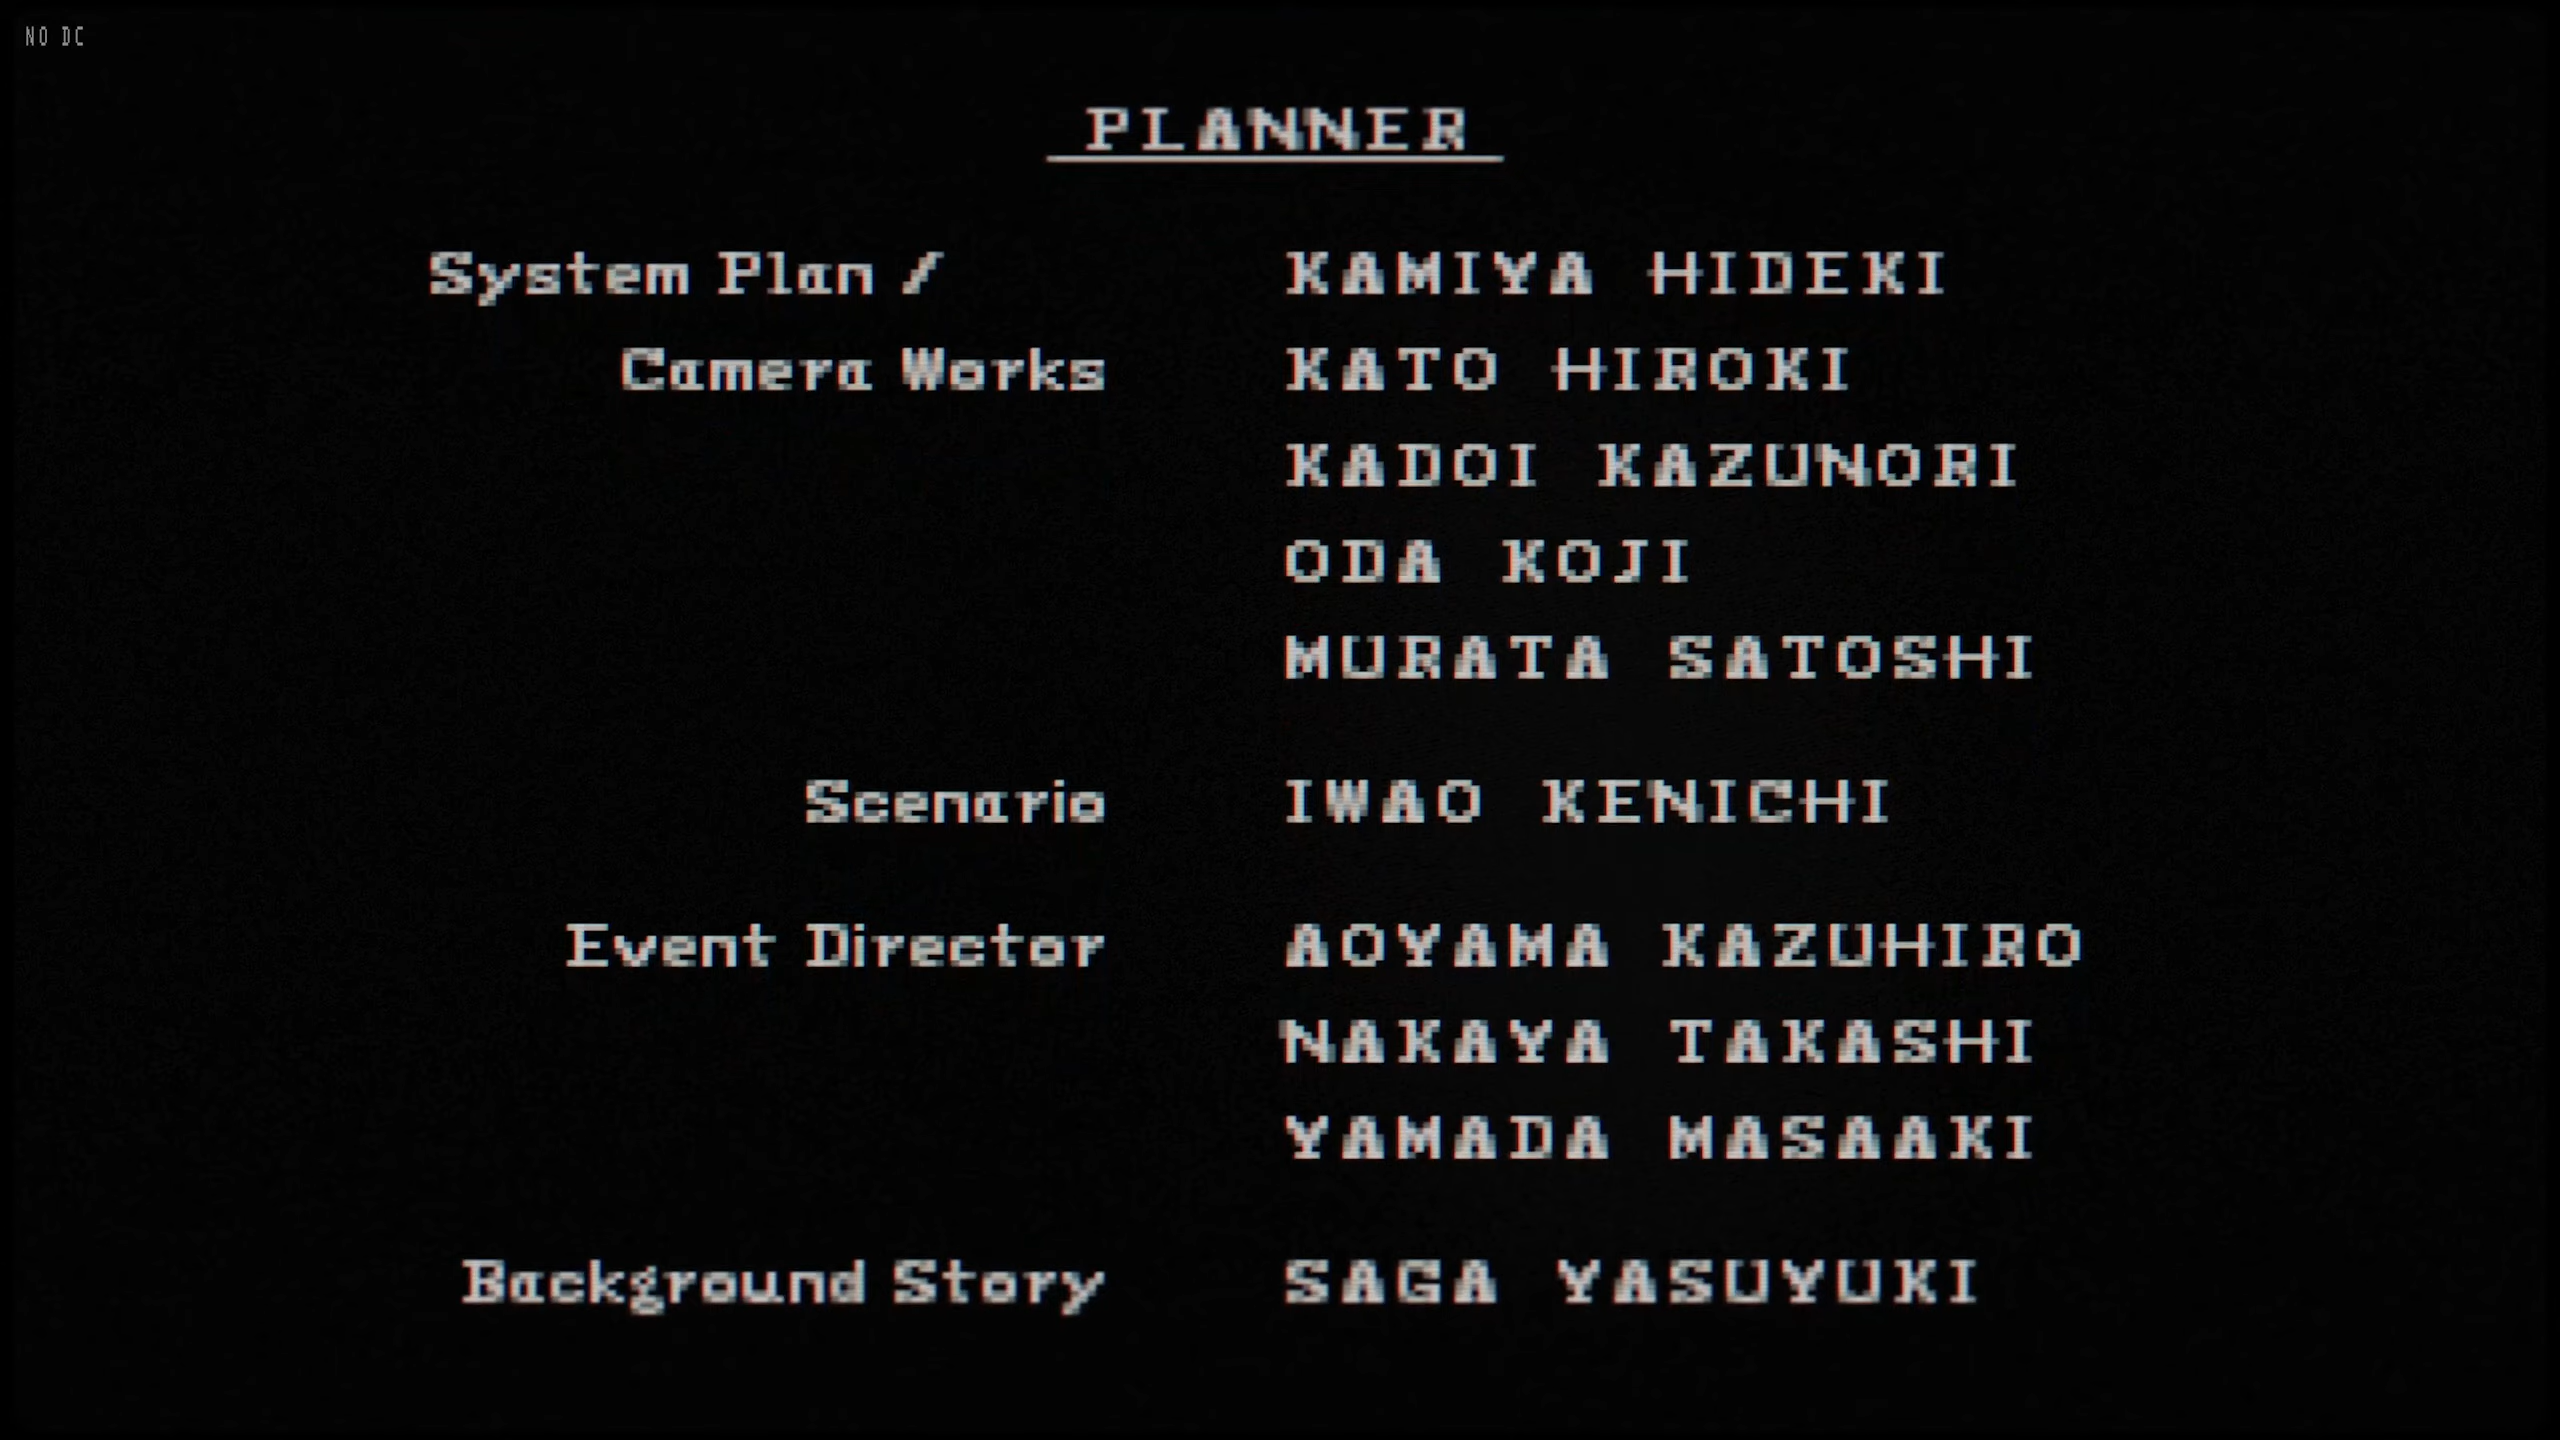 NO DC
PLANNER
System Plan / KAMIYA HIDEKI
Camera Works KATO HIROKI
KADOI KAZUNORI
ODA KOJI
MURATA SATOSHI
Scenario IWAO KENICHI
Event Director AOYAMA KAZUHIRO
NAKAYA TAKASHI
YAMADA MASAAKI
Background Story SAGA YASUYUKI